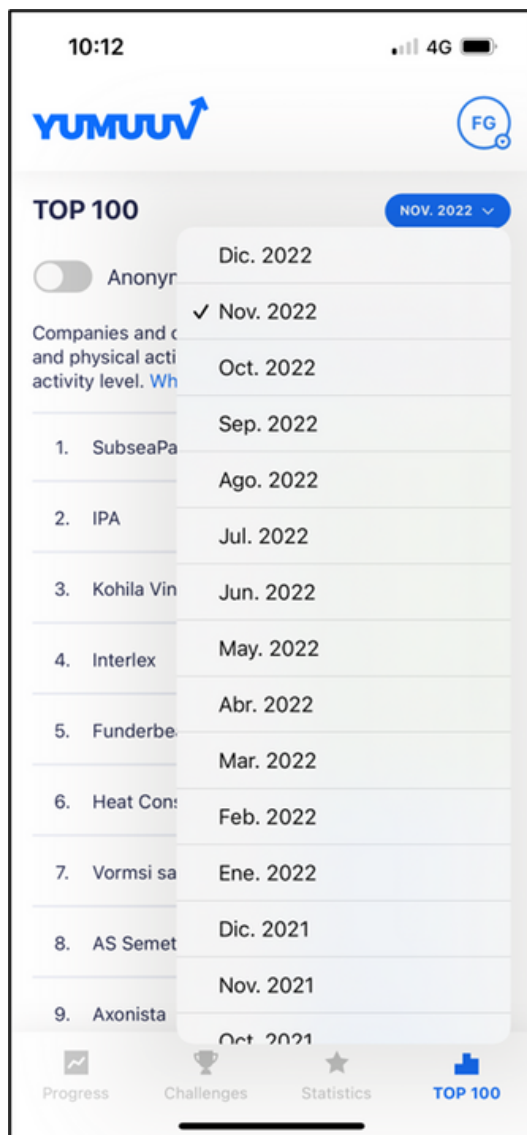 10:12
4G
YUMUUV
FG
TOP 100
NOV. 2022
Dic. 2022
✓ Nov. 2022
Oct. 2022
Sep. 2022
Ago. 2022
Jul. 2022
Jun. 2022
May. 2022
Abr. 2022
Mar. 2022
Feb. 2022
Ene. 2022
Dic. 2021
Nov. 2021
Oct. 2021
Companies and
and physical acti
activity level. Wh
1. SubseaPa
2. IPA
3. Kohila Vin
4. Interlex
5. Funderbe
6. Heat Cons
7. Vormsi sa
8. AS Semet
9. Axonista
Progress
Challenges
Statistics
TOP 100